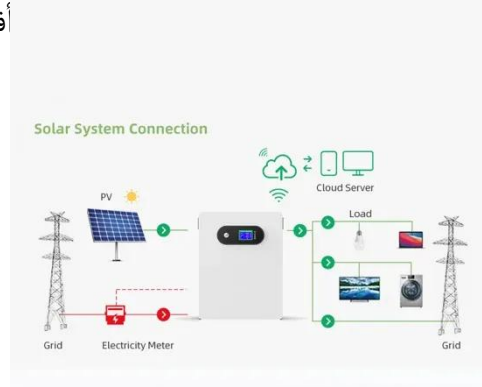 Solar System Connection
Cloud Server
PV
Load
Grid
Electricity Meter
Grid